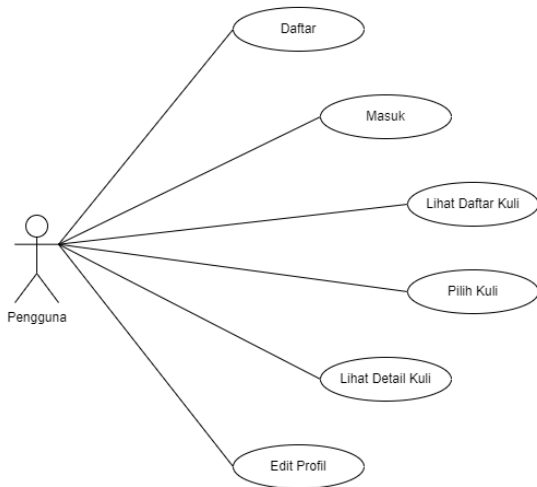 Daftar
Masuk
Lihat Daftar Kuli
Pilih Kuli
Pengguna
Lihat Detail Kuli
Edit Profil